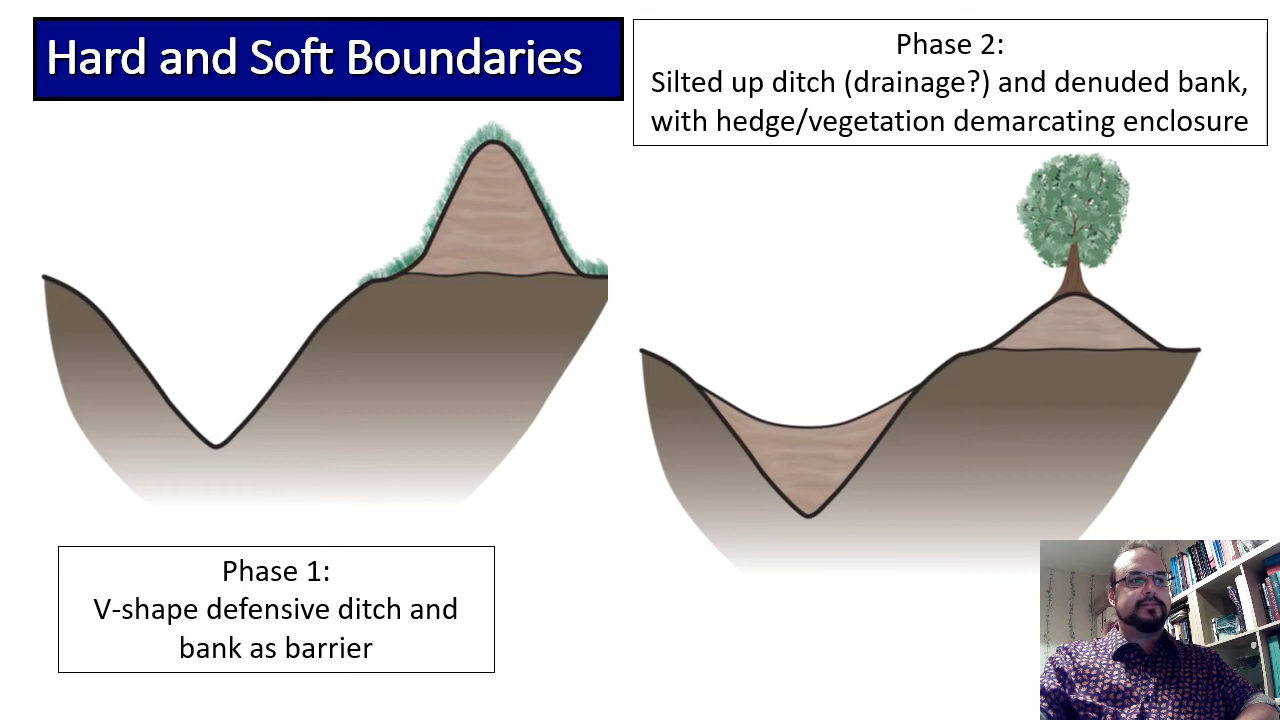 Hard and Soft Boundaries
Phase 2:
Silted up ditch (drainage?) and denuded bank,
with hedge/vegetation demarcating enclosure
Phase 1:
V-shape defensive ditch and
bank as barrier